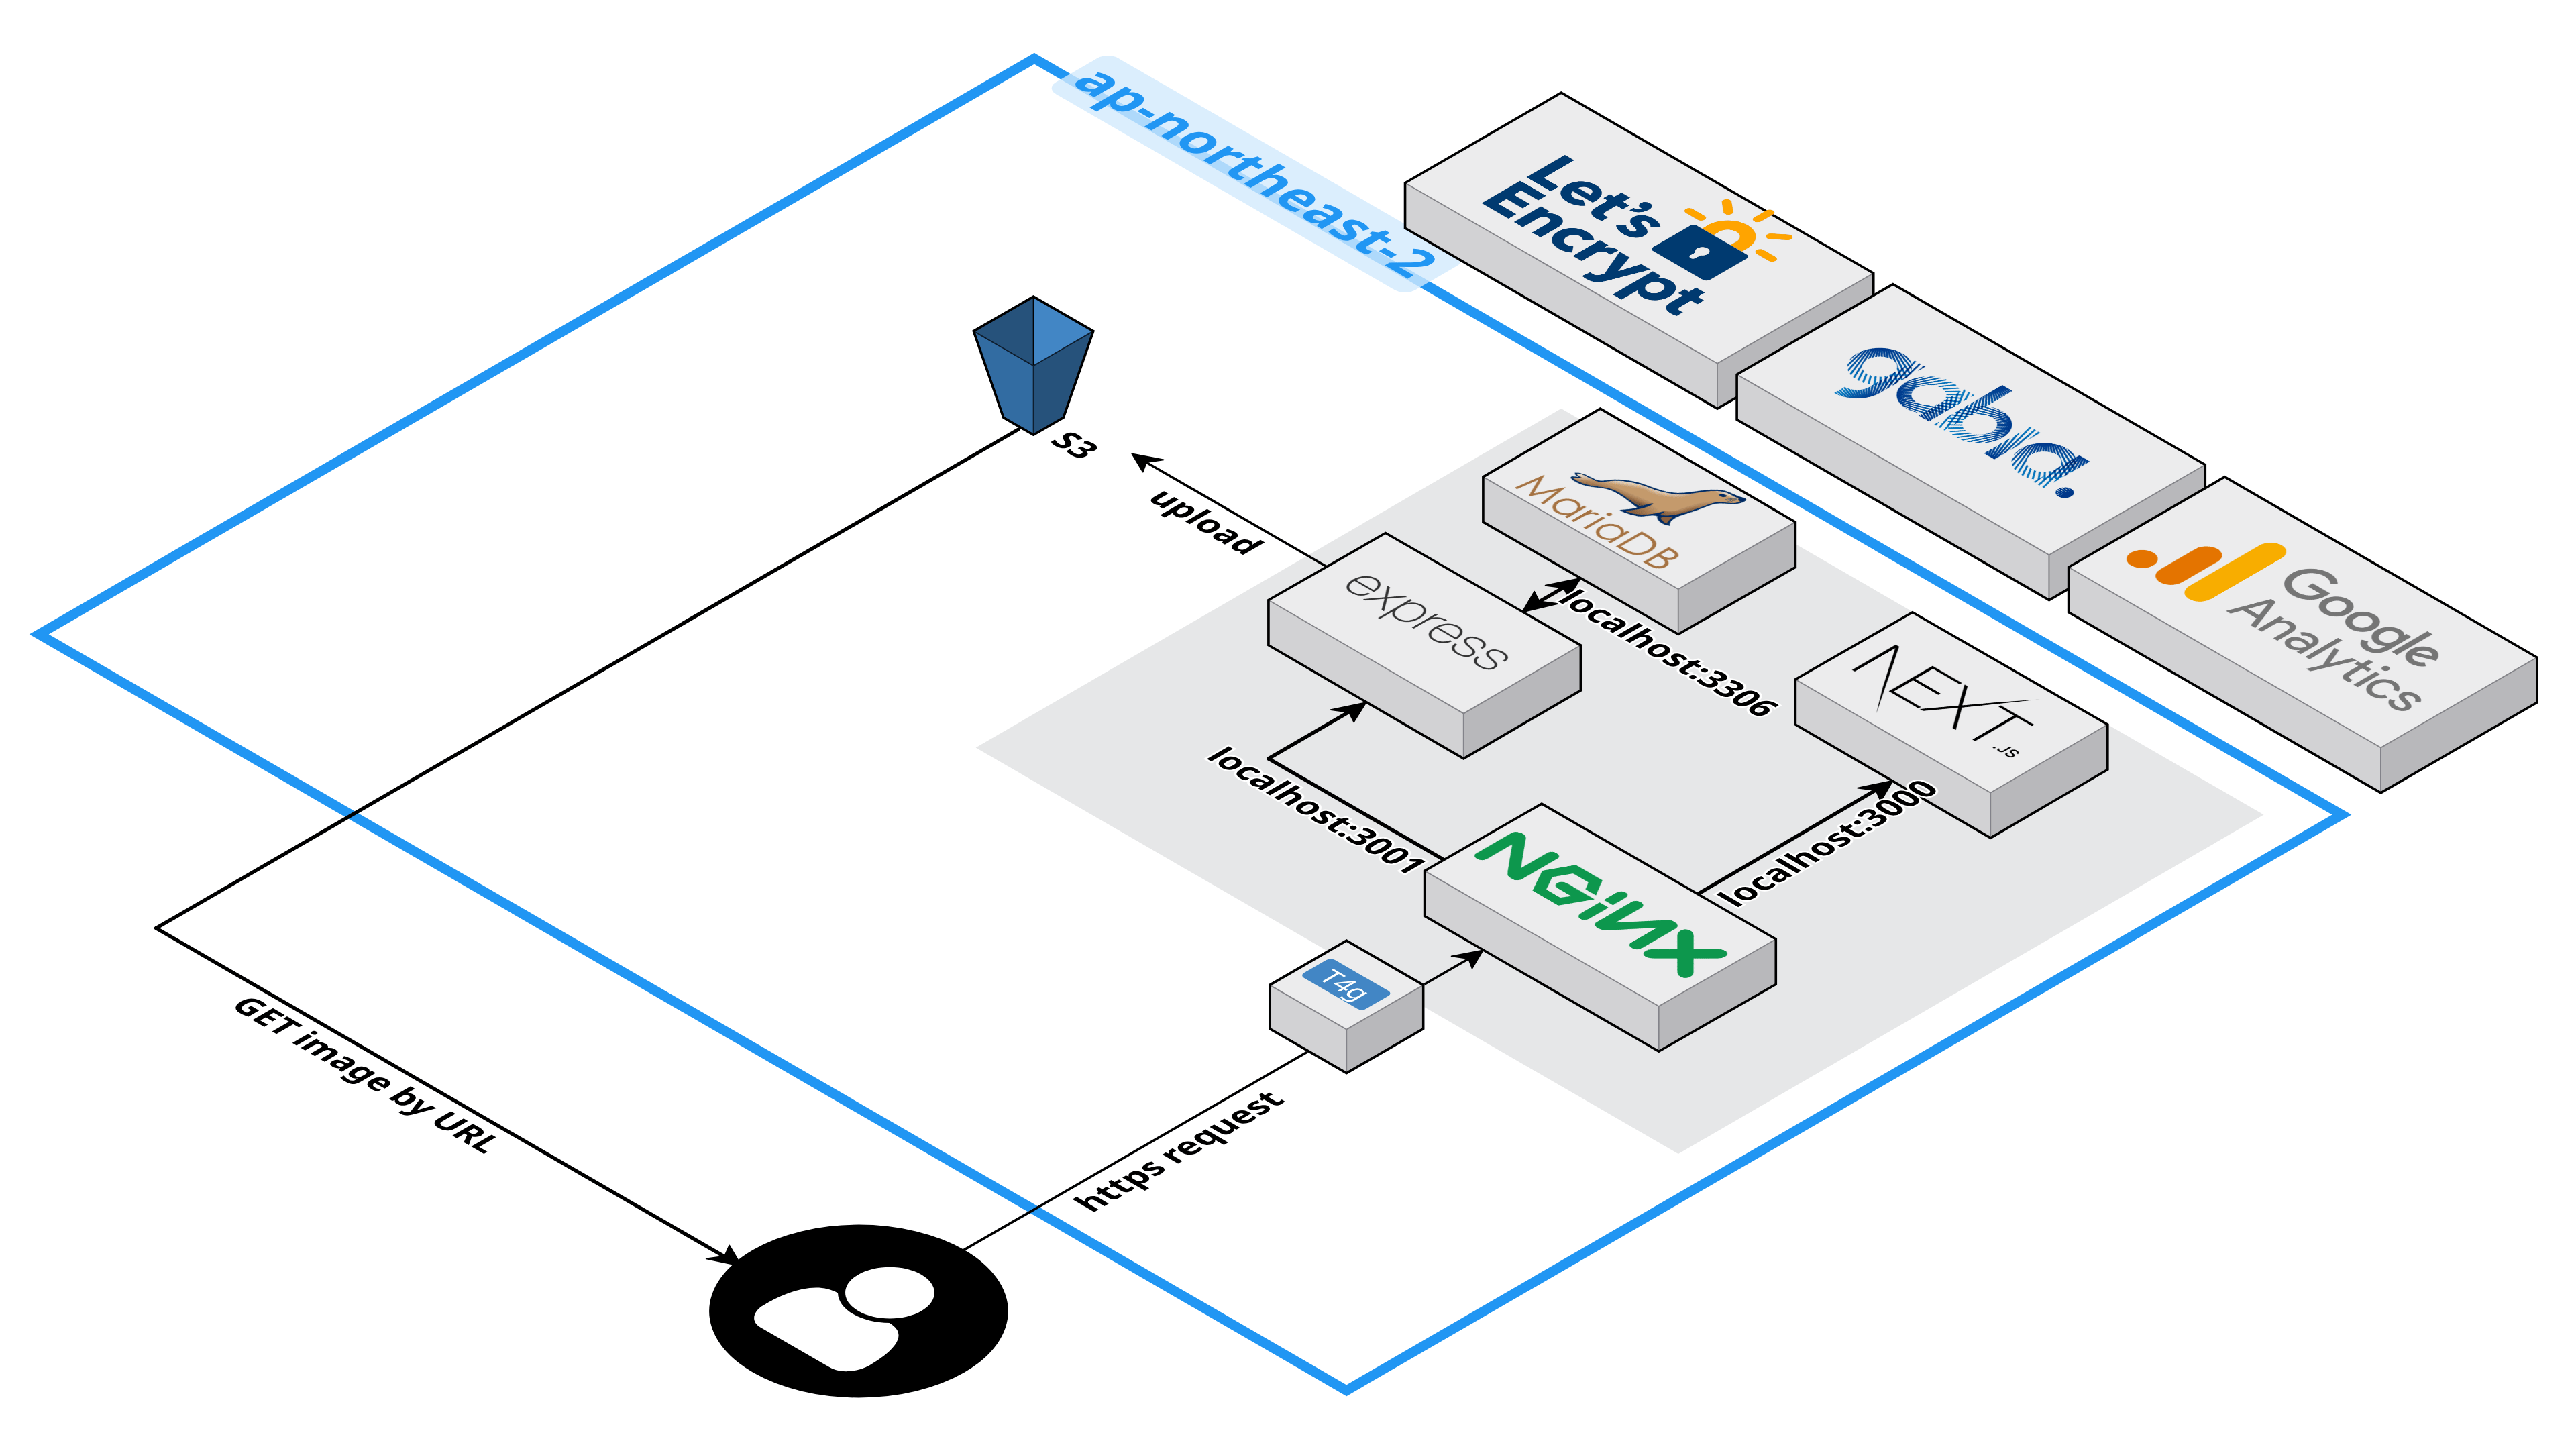 ap-northeast-2
Let's
Encrypt
gabia.
Google
Analytics
S3
upload
MariaDB
express
localhost:3306
NEXT
.JS
localhost:3001
localhost:3000
NGINX
T4g
https request
GET image by URL